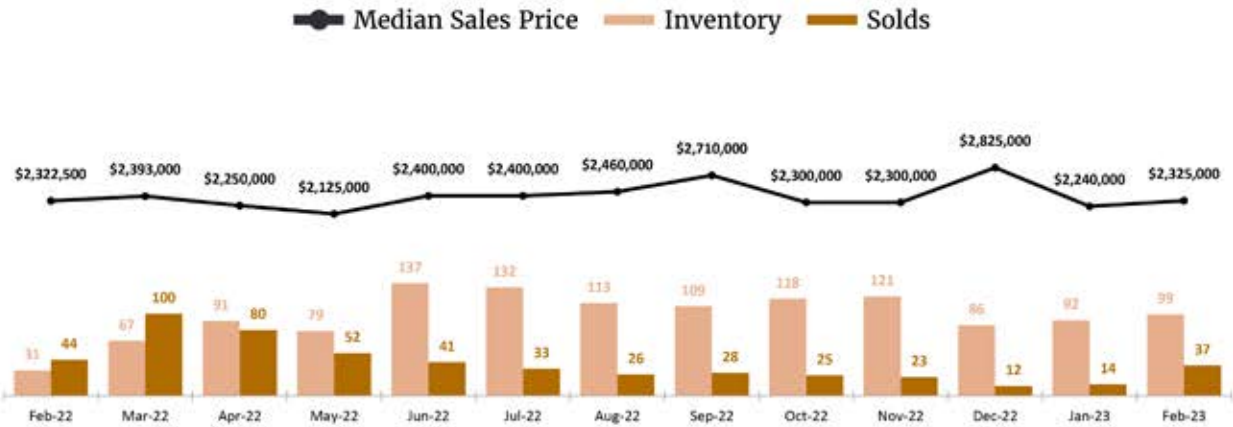 Median Sales Price Inventory Solds
$2,322,500 $2,393,000 $2,250,000 $2,125,000 $2,400,000 $2,400,000 $2,460,000 $2,710,000 $2,300,000 $2,300,000 $2,825,000 $2,240,000 $2,325,000
31 44 67 100 91 80 79 52 137 41 132 33 113 26 109 28 118 25 121 23 86 12 92 14 99 37
Feb-22 Mar-22 Apr-22 May-22 Jun-22 Jul-22 Aug-22 Sep-22 Oct-22 Nov-22 Dec-22 Jan-23 Feb-23